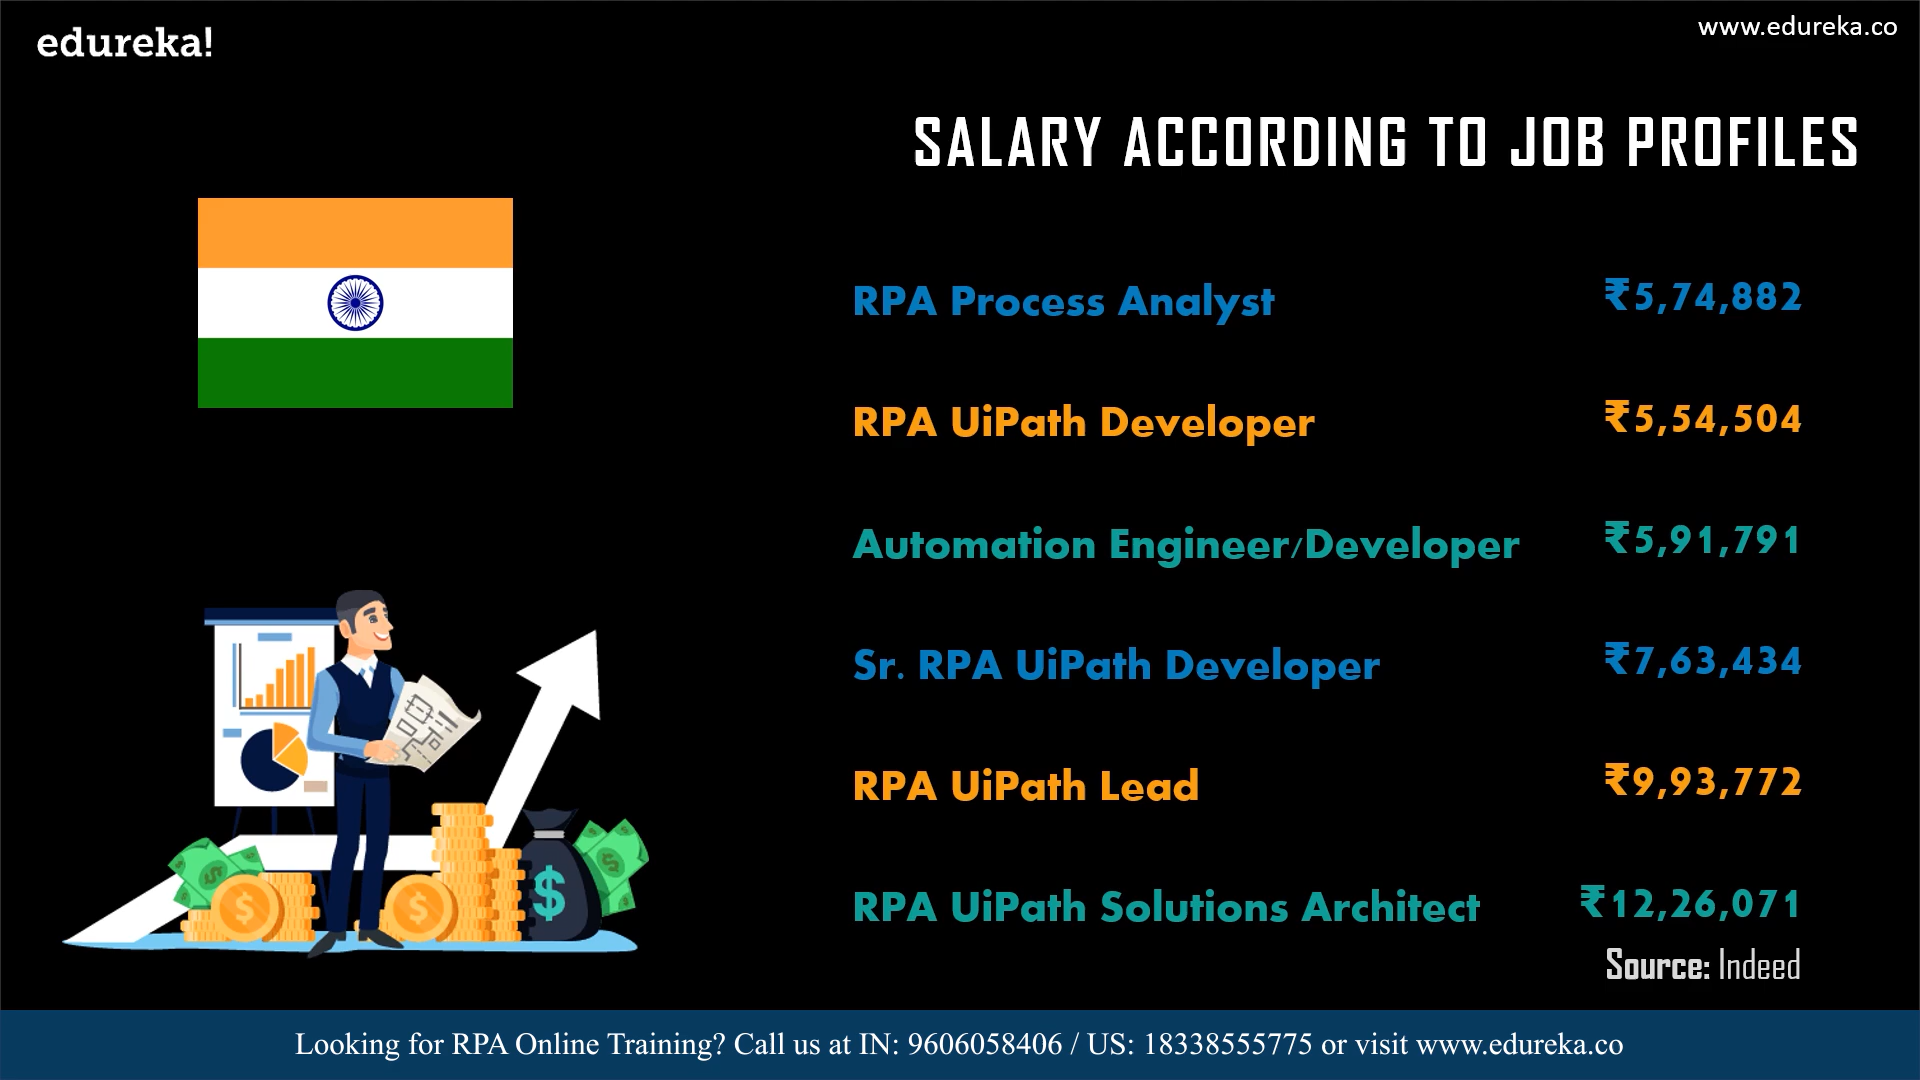 edureka!
www.edureka.co
SALARY ACCORDING TO JOB PROFILES
RPA Process Analyst ₹5,74,882
RPA UiPath Developer ₹5,54,504
Automation Engineer/Developer ₹5,91,791
Sr. RPA UiPath Developer ₹7,63,434
RPA UiPath Lead ₹9,93,772
RPA UiPath Solutions Architect ₹12,26,071
Source: Indeed
Looking for RPA Online Training? Call us at IN: 9606058406 / US: 18338555775 or visit www.edureka.co